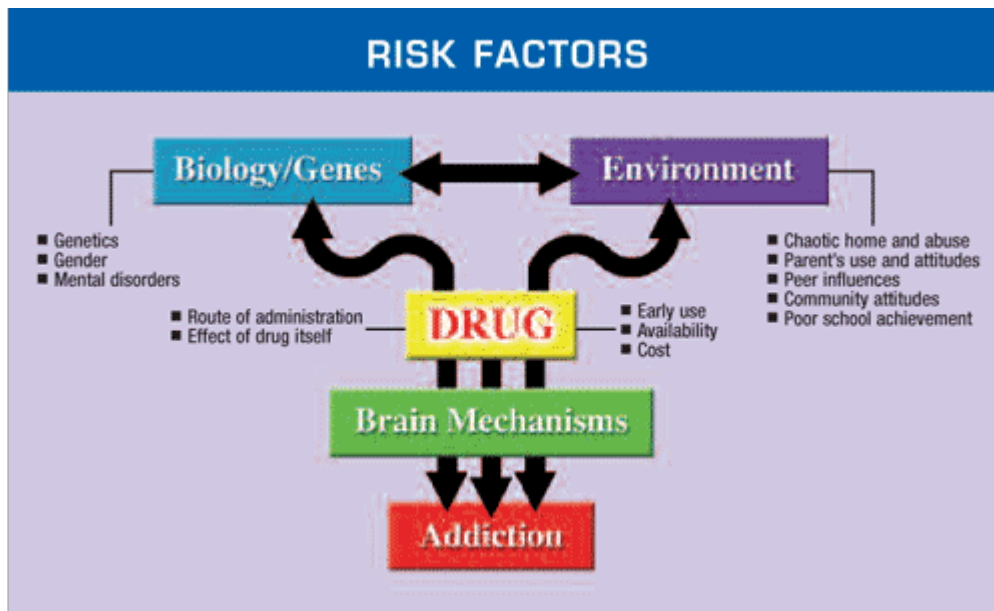 RISK FACTORS
Biology/Genes
Environment
■ Genetics
■ Gender
■ Mental disorders
■ Chaotic home and abuse
■ Parent's use and attitudes
■ Peer influences
■ Community attitudes
■ Poor school achievement
■ Route of administration
■ Effect of drug itself
DRUG
■ Early use
■ Availability
■ Cost
Brain Mechanisms
Addiction